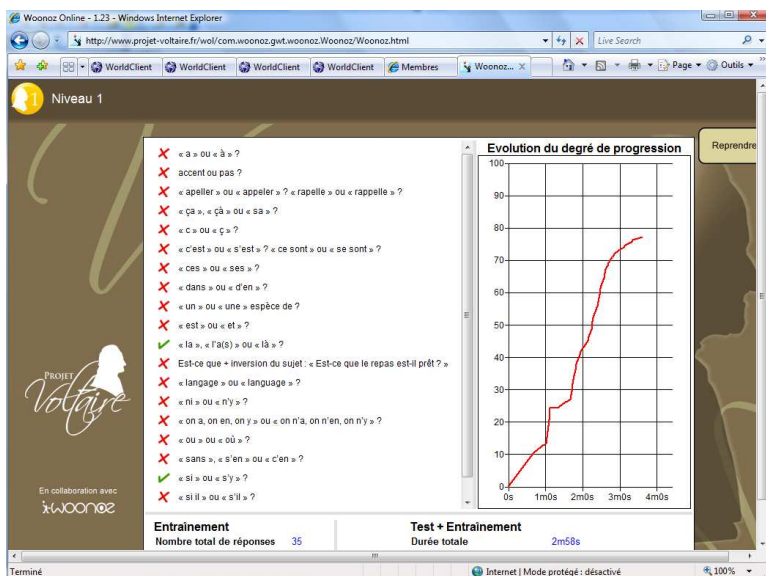 Woonoz Online - 1.23 - Windows Internet Explorer
http://www.projet-voltaire.fr/wol/com.woonoz.gwt.woonoz.Woonoz/Woonoz.html
Live Search
WorldClient
WorldClient
WorldClient
WorldClient
Membres
Woonoz...
Page
Outils
1
Niveau 1
Reprendre
« a » ou « à » ?
accent ou pas ?
« apeller » ou « appeler » ? « rapelle » ou « rappelle » ?
« ça », « çà » ou « sa » ?
« c » ou « ç » ?
« c'est » ou « s'est » ? « ce sont » ou « se sont » ?
« ces » ou « ses » ?
« dans » ou « d'en » ?
« un » ou « une » espèce de ?
« est » ou « et » ?
« la », « l'a(s) » ou « là » ?
Est-ce que + inversion du sujet : « Est-ce que le repas est-il prêt ? »
« langage » ou « language » ?
« ni » ou « n'y » ?
« on a, on en, on y » ou « on n'a, on n'en, on n'y » ?
« ou » ou « où » ?
« sans », « s'en » ou « c'en » ?
« si » ou « s'y » ?
« si il » ou « s'il » ?
Evolution du degré de progression
100
90
80
70
60
50
40
30
20
10
0
0s 1m0s 2m0s 3m0s 4m0s
PROJET
Voltaire
En collaboration avec
woonoz
Entraînement
Nombre total de réponses 35
Test + Entraînement
Durée totale 2m58s
Terminé
Internet | Mode protégé : désactivé
100%